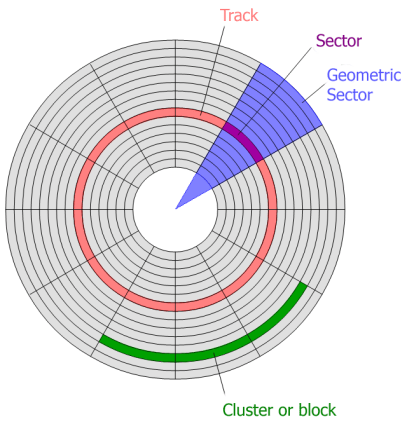 Track
Sector
Geometric
Sector
Cluster or block